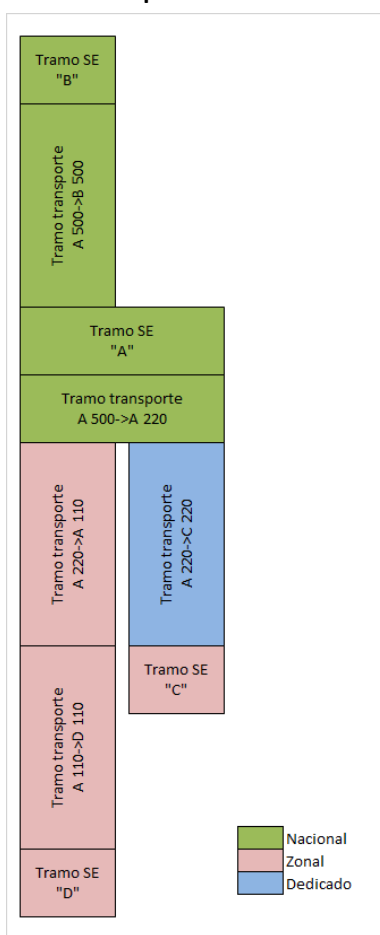 Tramo SE
"B"
Tramo transporte
A 500->B 500
Tramo SE
"A"
Tramo transporte
A 500->A 220
Tramo transporte
A 220->A 110
Tramo transporte
A 220->C 220
Tramo SE
"C"
Tramo transporte
A 110->D 110
Tramo SE
"D"
Nacional
Zonal
Dedicado